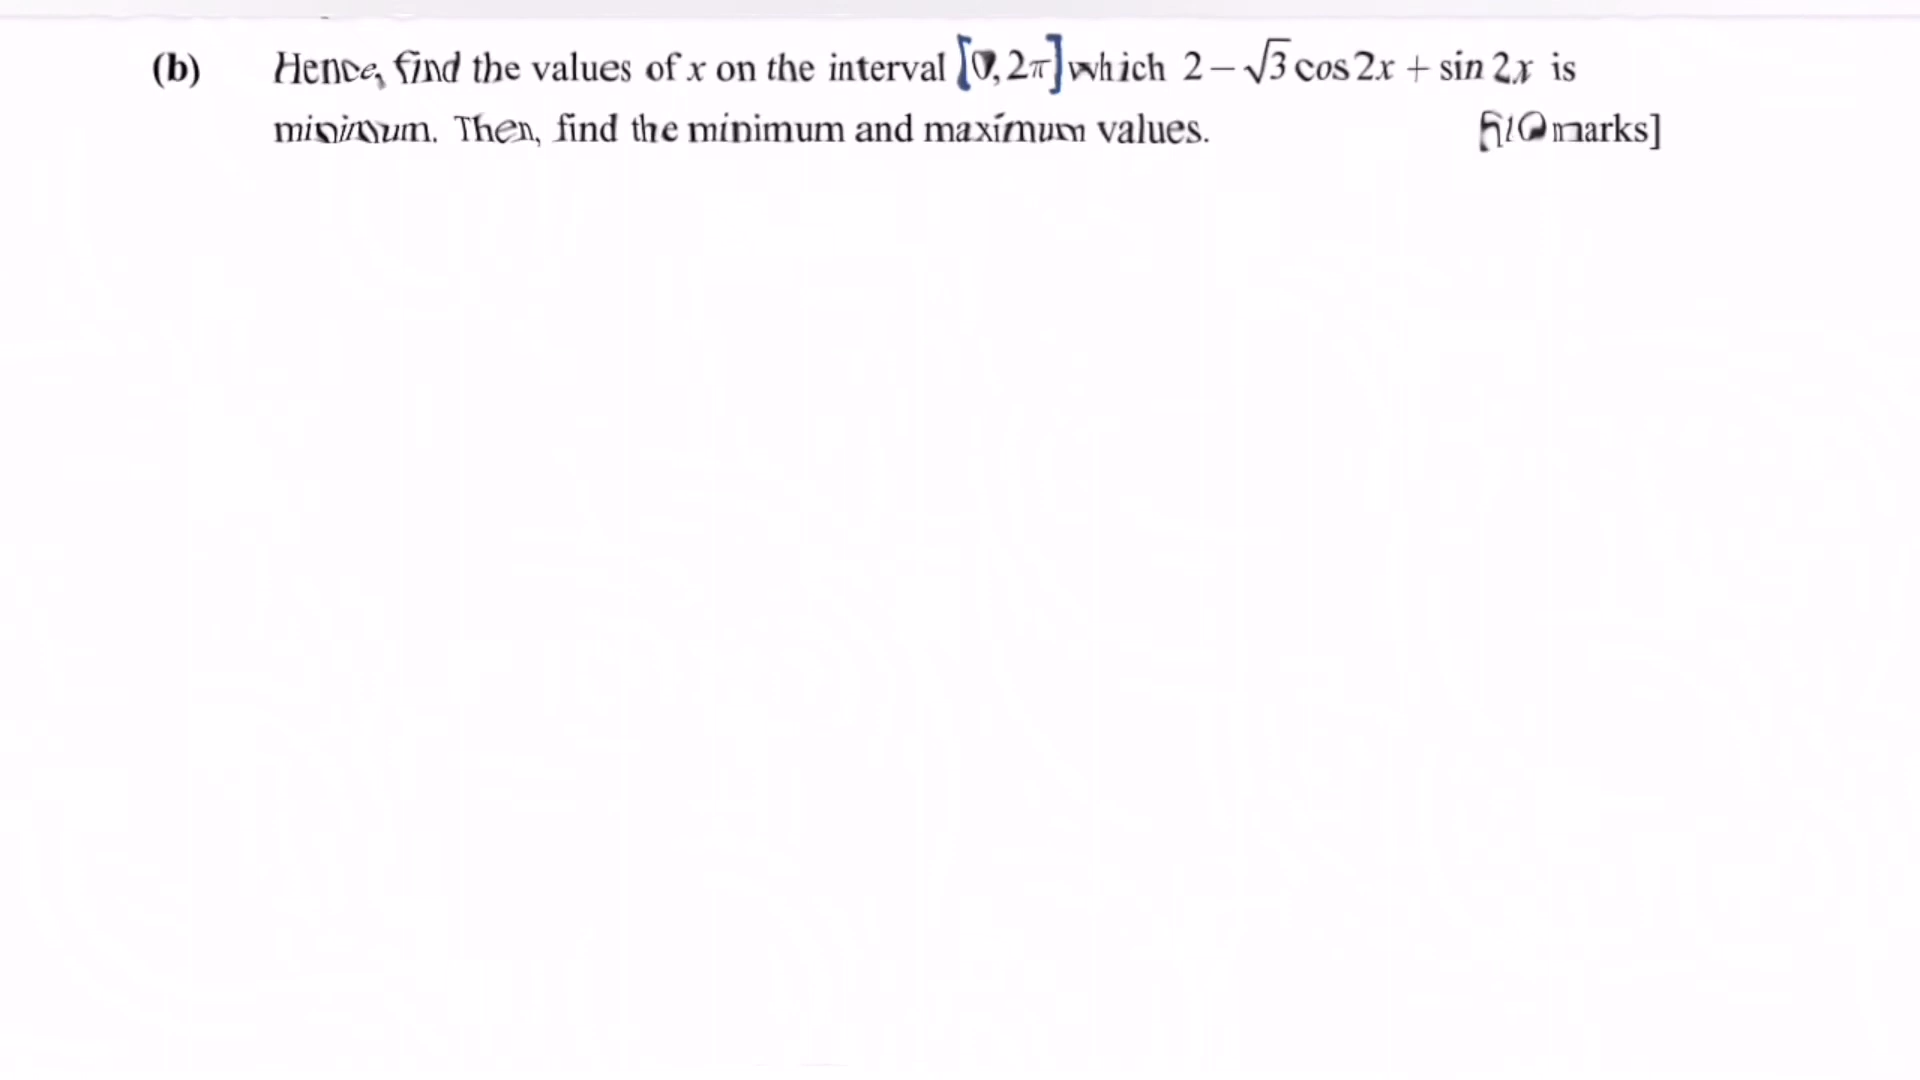 (b) Hence, find the values of x on the interval [0, 2π] which 2 − √3 cos 2x + sin 2x is
minimum. Then, find the minimum and maximum values. marks]